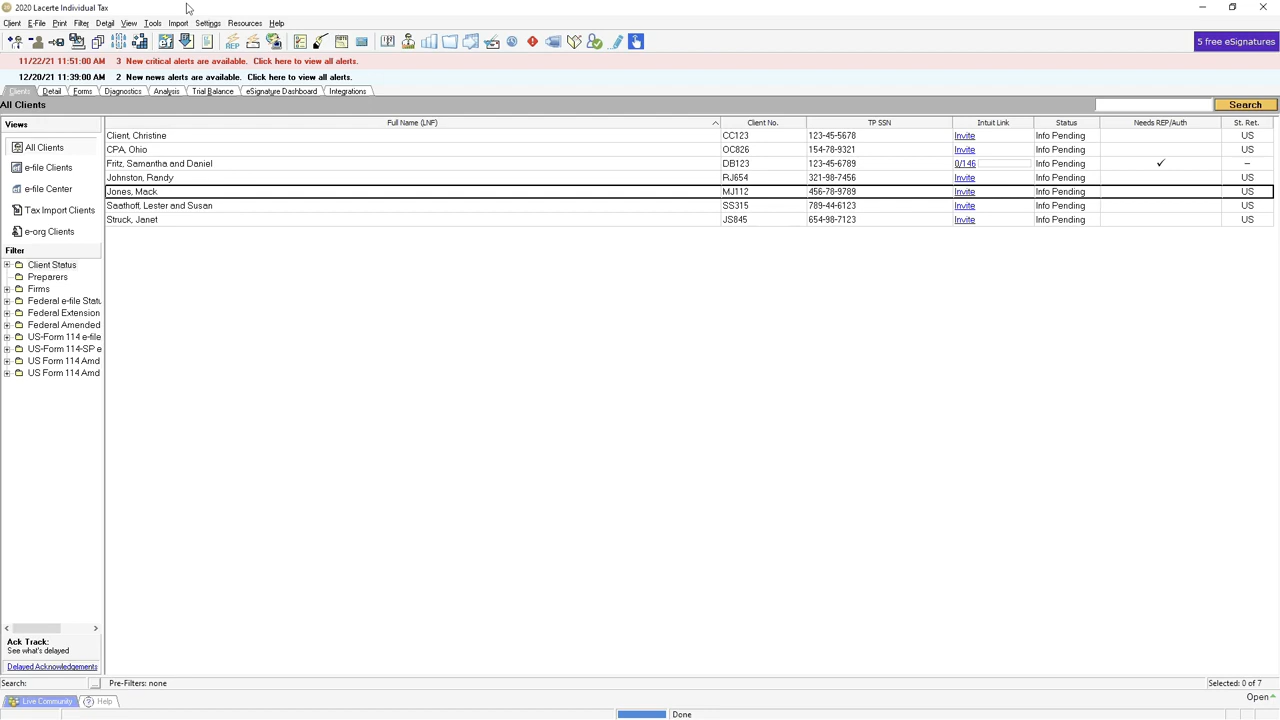 2020 Lacerte Individual Tax
Client E-File Print Filter Detail View Tools Import Settings Resources Help
REP
5 free eSignatures
11/22/21 11:51:00 AM 3 New critical alerts are available. Click here to view all alerts.
12/20/21 11:39:00 AM 2 New news alerts are available. Click here to view all alerts.
Clients Detail Forms Diagnostics Analysis Trial Balance eSignature Dashboard Integrations
All Clients Search
Views Full Name (LNF) Client No. TP SSN Intuit Link Status Needs REP/Auth St. Ret.
Client, Christine CC123 123-45-5678 Invite Info Pending US
CPA, Ohio OC826 154-78-9321 Invite Info Pending US
Fritz, Samantha and Daniel DB123 123-45-6789 0/146 Info Pending ✓ –
Johnston, Randy RJ654 321-98-7456 Invite Info Pending US
Jones, Mack MJ112 456-78-9789 Invite Info Pending US
Saathoff, Lester and Susan SS315 789-44-6123 Invite Info Pending US
Struck, Janet JS845 654-98-7123 Invite Info Pending US
All Clients
e-file Clients
e-file Center
Tax Import Clients
e-org Clients
Filter
Client Status
Preparers
Firms
Federal e-file Statu
Federal Extension
Federal Amended
US-Form 114 e-file
US-Form 114-SP e
US Form 114 Amd
US Form 114 Amd
Ack Track:
See what's delayed
Delayed Acknowledgements
Search: ... Pre-Filters: none Selected: 0 of 7
Live Community Help Open
Done